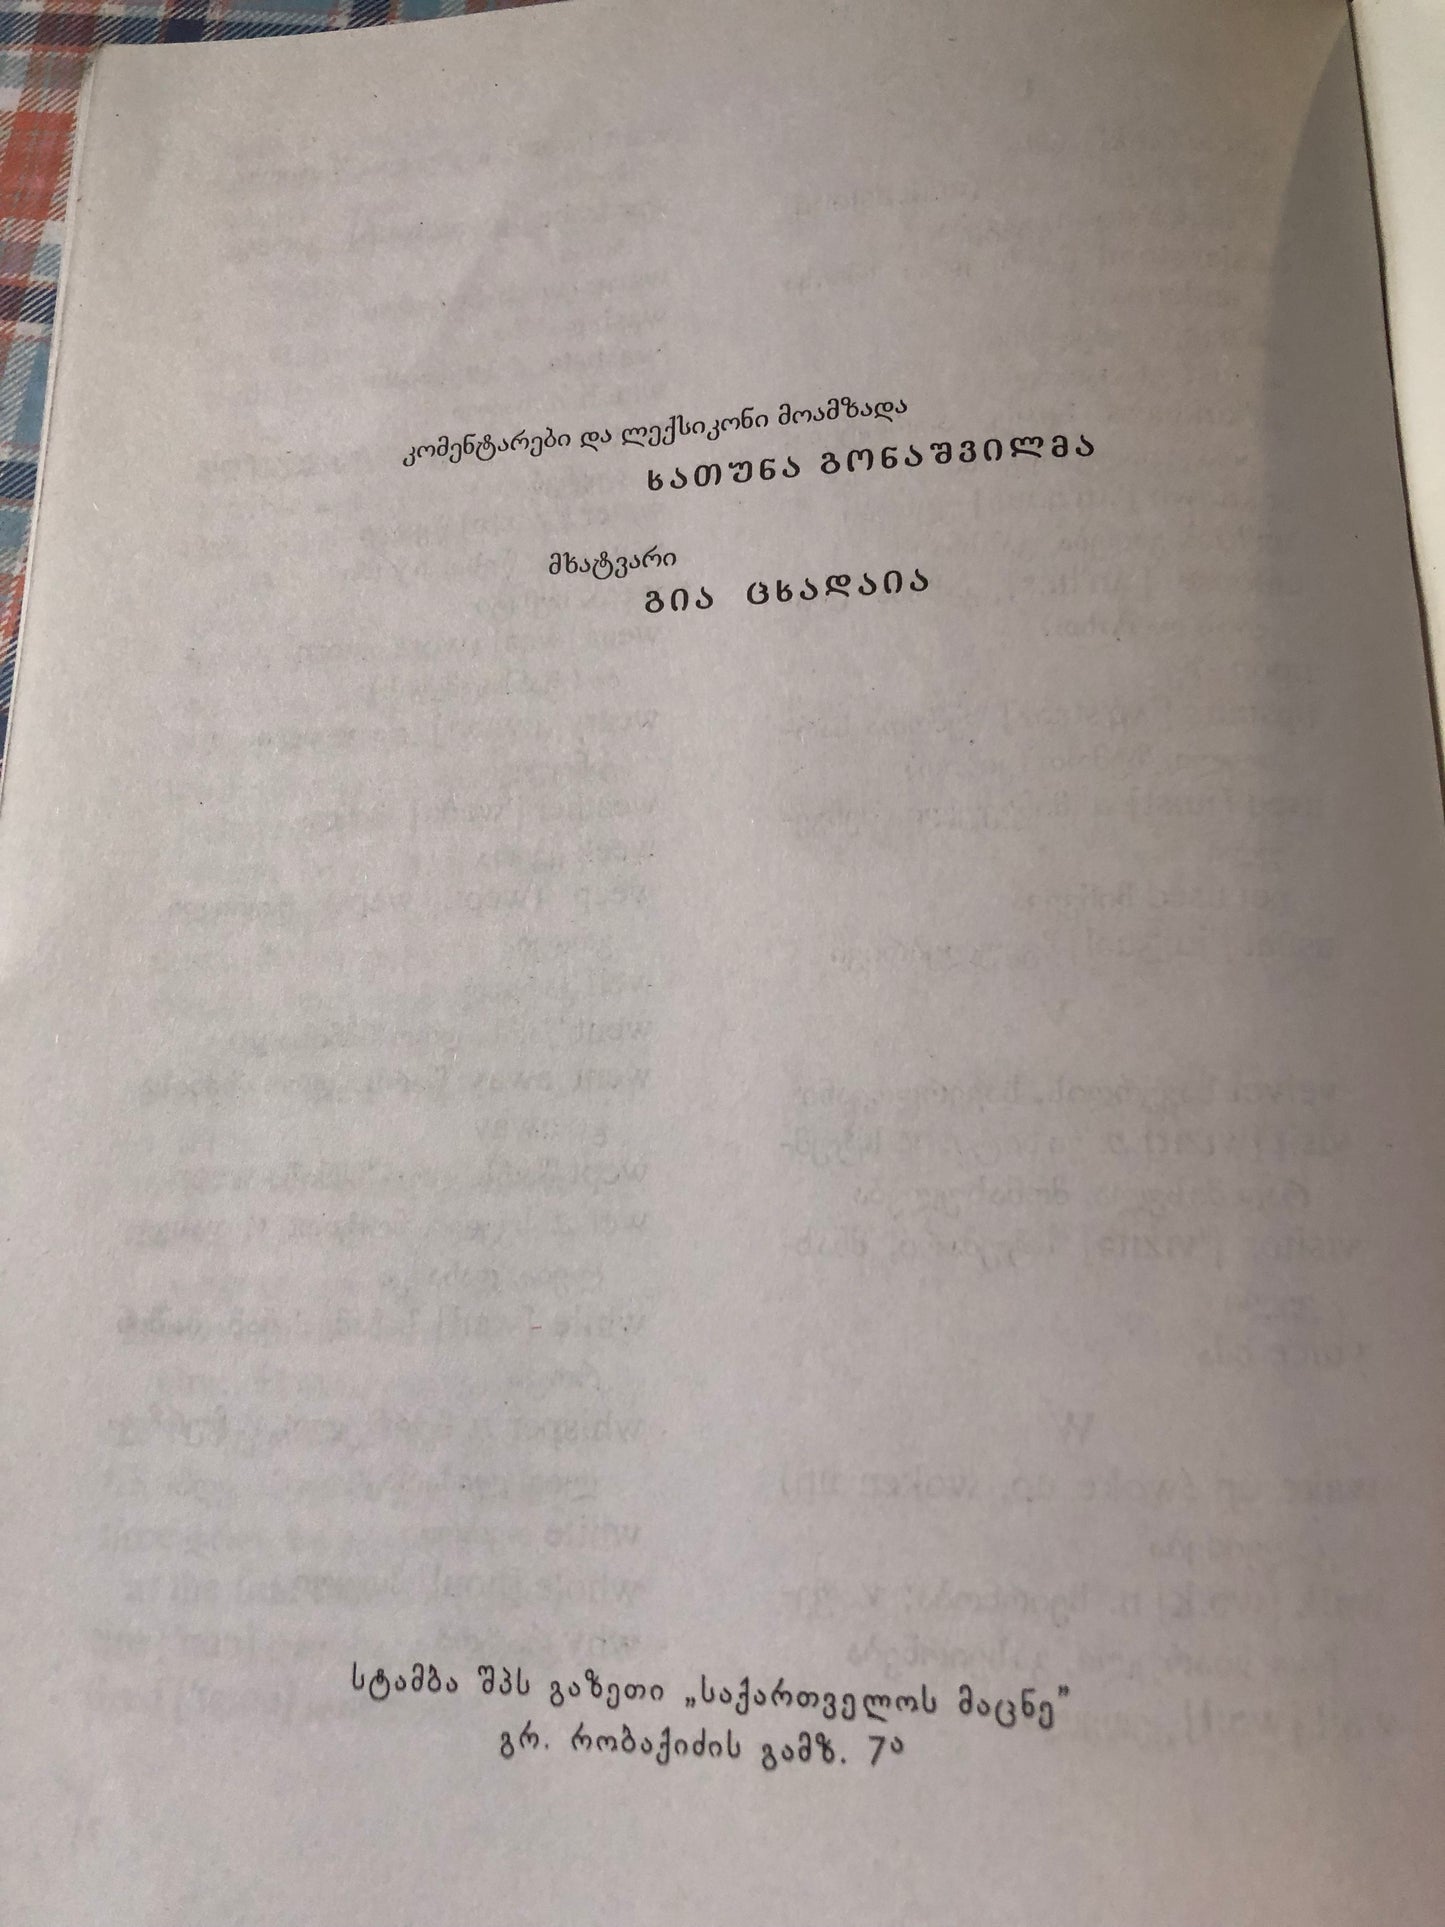 კომენტარები და ლექსიკონი მოამზადა
ხათუნა გონაშვილმა
მხატვარი
გია ცხადაია
სტამბა შპს გაზეთი „საქართველოს მაცნე”
გრ. რობაქიძის გამზ. 7ა